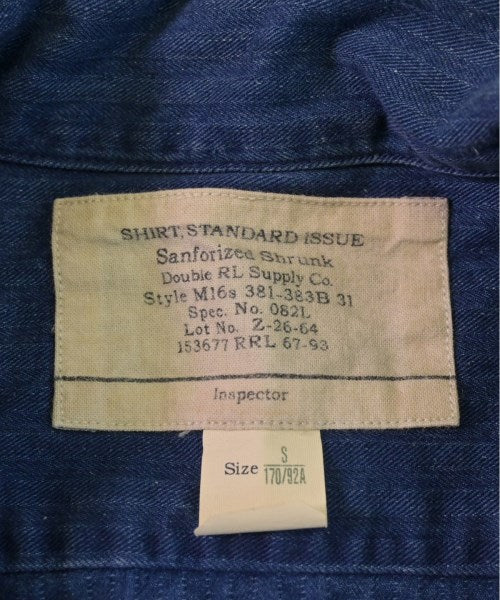 SHIRT, STANDARD ISSUE
Sanforized Shrunk
Double RL Supply Co.
Style M16s 381-383B 31
Spec. No. 082L
Lot No. Z-26-64
153677 RRL 67-93
Inspector
Size S
170/92A